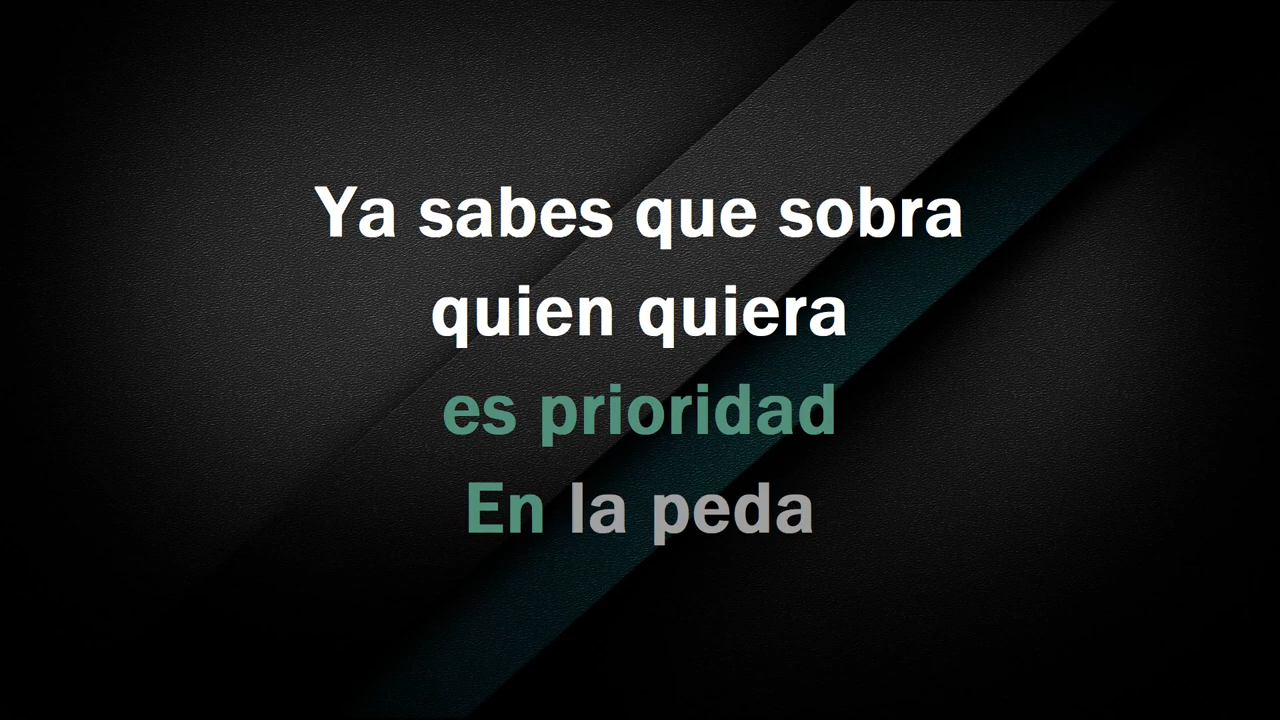 Ya sabes que sobra
quien quiera
es prioridad
En la peda